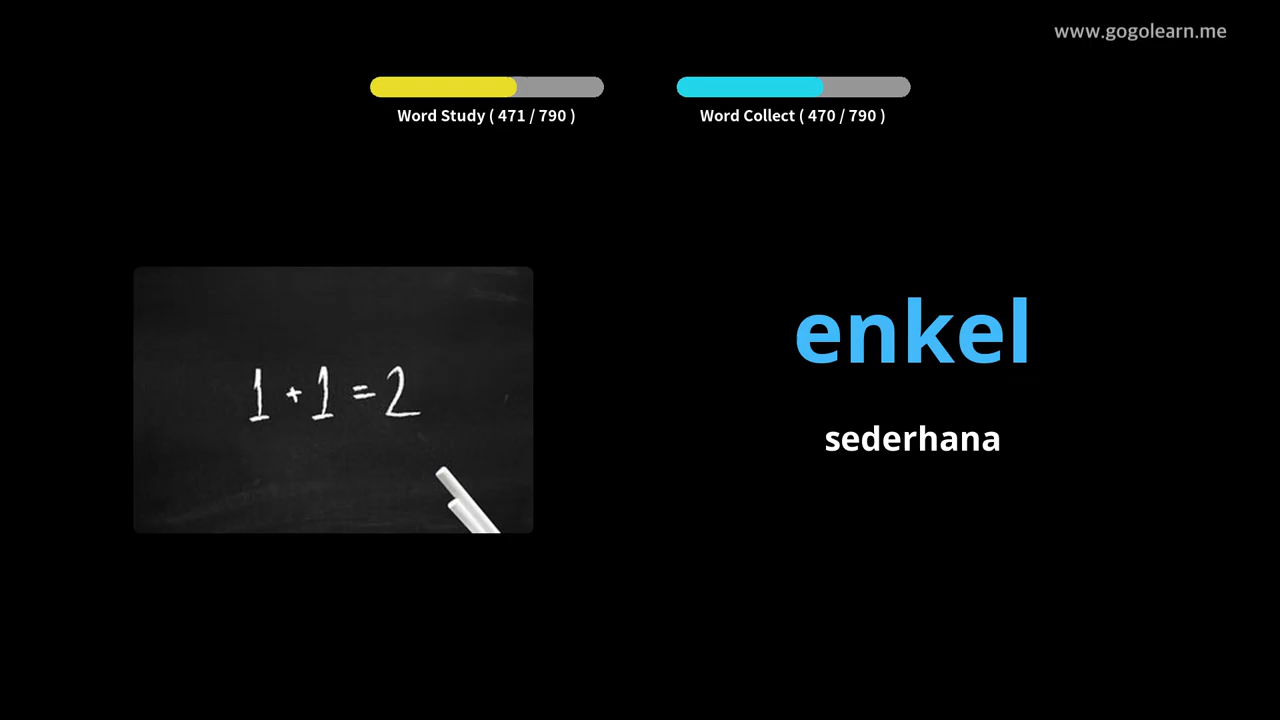 www.gogolearn.me
Word Study ( 471 / 790 )
Word Collect ( 470 / 790 )
1 + 1 = 2
enkel
sederhana